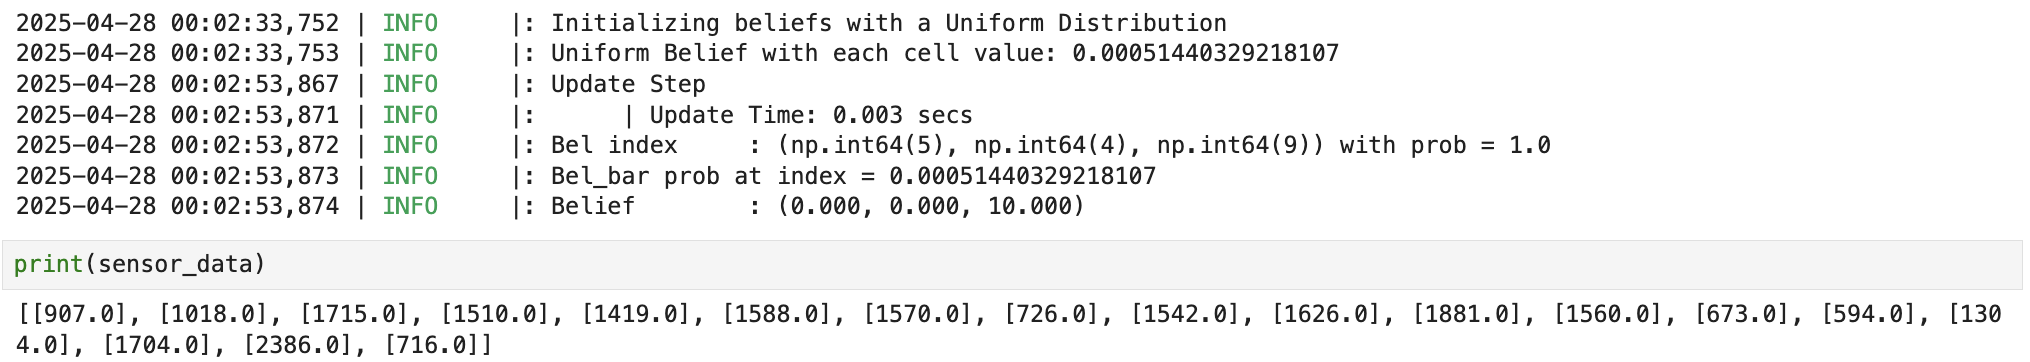 2025-04-28 00:02:33,752 | INFO     |: Initializing beliefs with a Uniform Distribution
2025-04-28 00:02:33,753 | INFO     |: Uniform Belief with each cell value: 0.00051440329218107
2025-04-28 00:02:53,867 | INFO     |: Update Step
2025-04-28 00:02:53,871 | INFO     |:      | Update Time: 0.003 secs
2025-04-28 00:02:53,872 | INFO     |: Bel index     : (np.int64(5), np.int64(4), np.int64(9)) with prob = 1.0
2025-04-28 00:02:53,873 | INFO     |: Bel_bar prob at index = 0.00051440329218107
2025-04-28 00:02:53,874 | INFO     |: Belief        : (0.000, 0.000, 10.000)
print(sensor_data)
[[907.0], [1018.0], [1715.0], [1510.0], [1419.0], [1588.0], [1570.0], [726.0], [1542.0], [1626.0], [1881.0], [1560.0], [673.0], [594.0], [130
4.0], [1704.0], [2386.0], [716.0]]